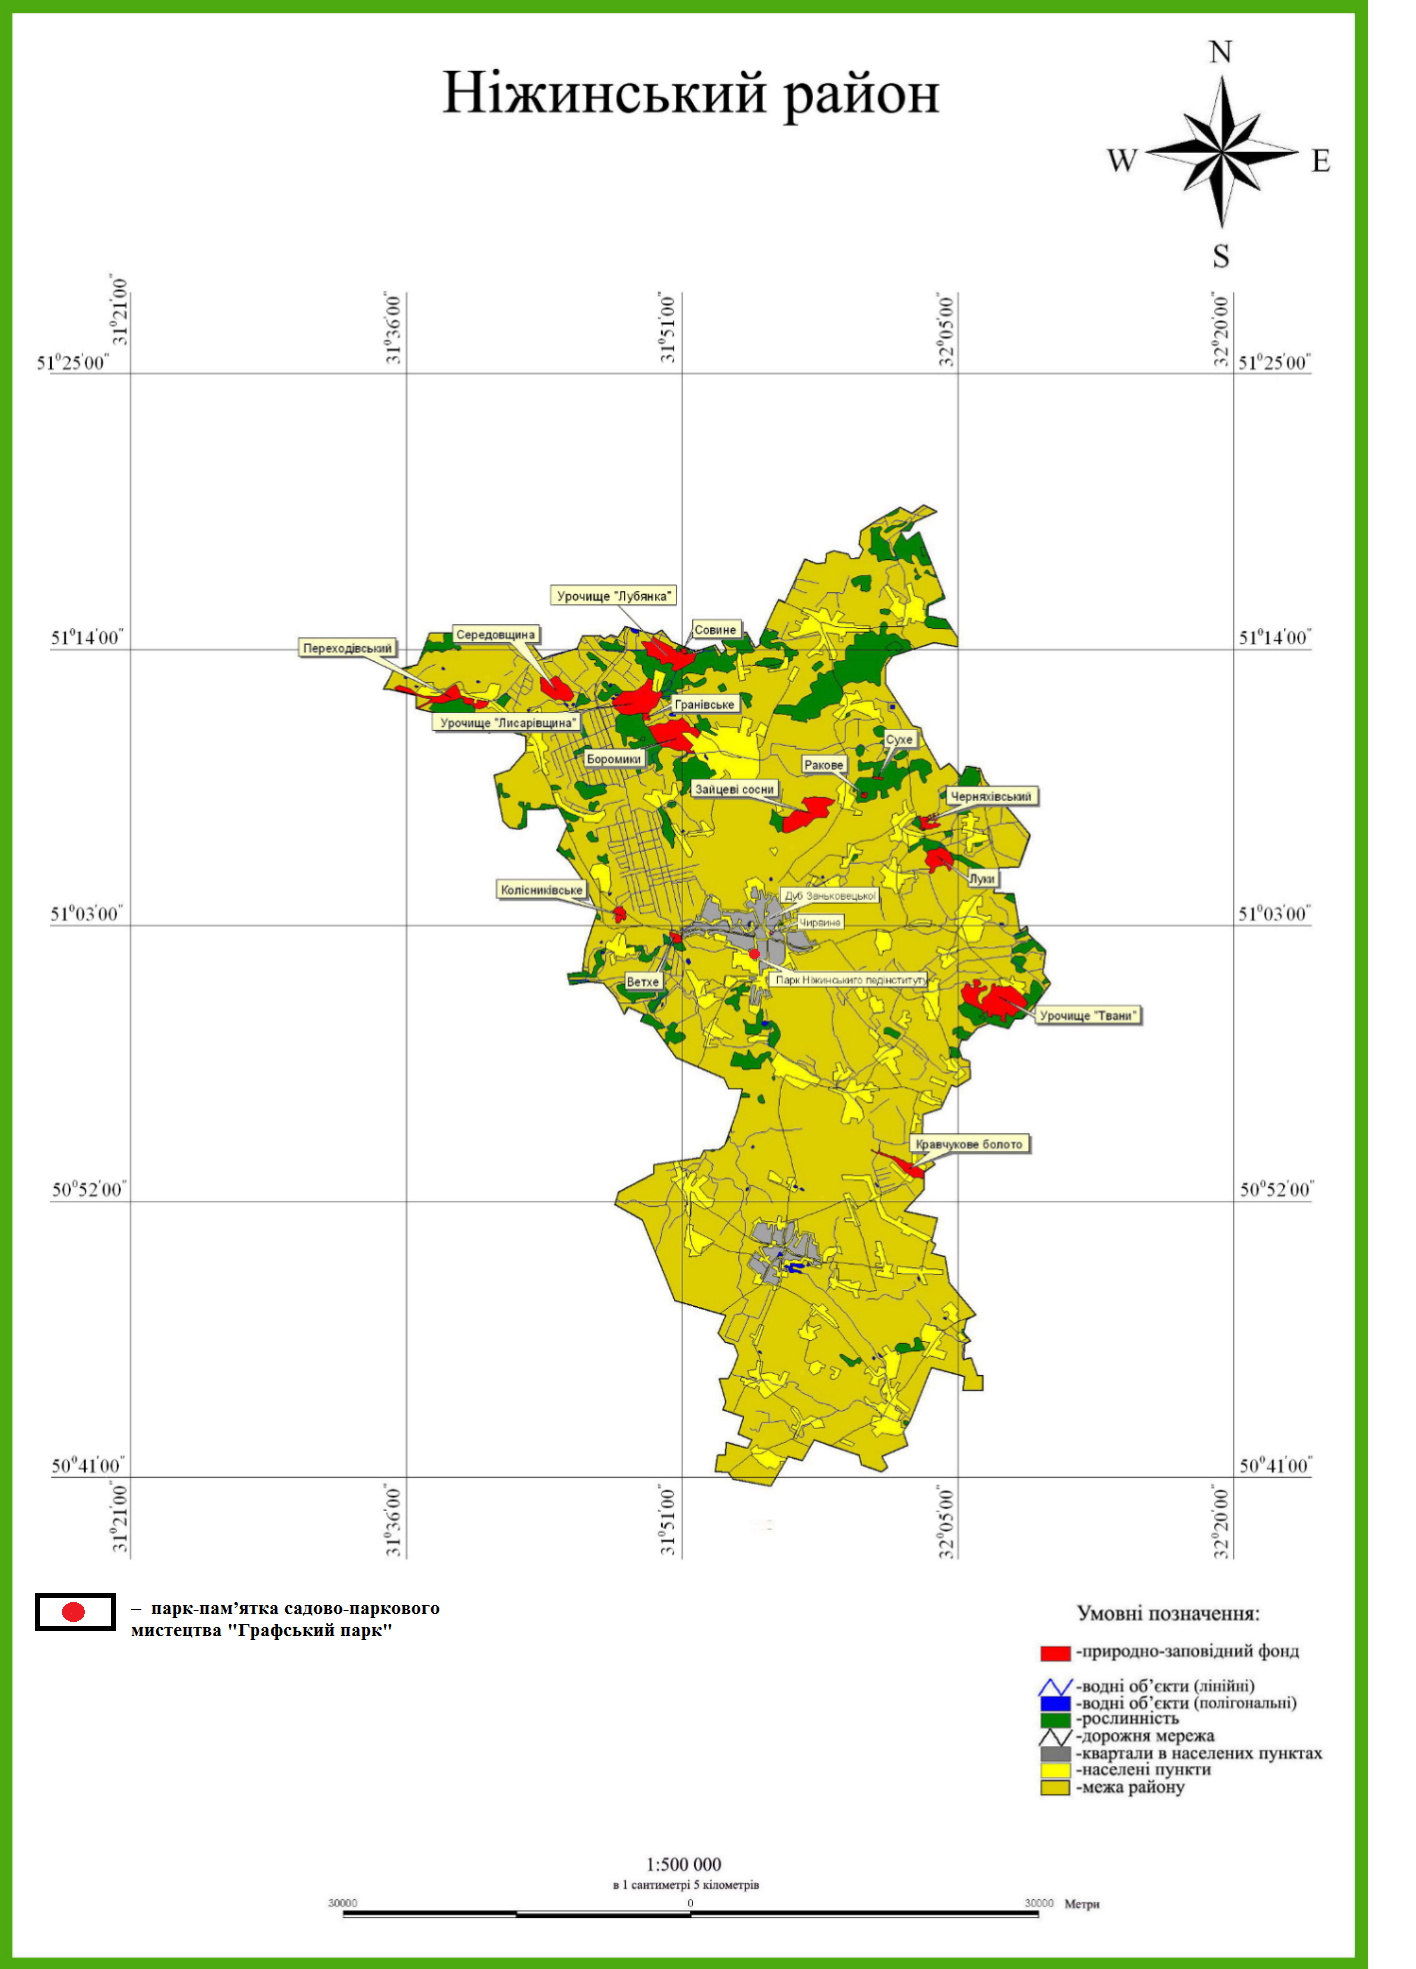 Ніжинський район
N
W
E
S
31°21'00"
31°36'00"
31°51'00"
32°05'00"
32°20'00"
51°25'00"
51°25'00"
Урочище "Лубянка"
Совине
Середовщина
51°14'00"
51°14'00"
Переходівський
Гранівське
Урочище "Лисарівщина"
Сухе
Боромики
Ракове
Зайцеві сосни
Черняхівський
Луки
Колісниківське
Дуб Заньковецької
51°03'00"
51°03'00"
Ветхе
Парк Ніжинського педінституту
Урочище "Твани"
Кравчукове болото
50°52'00"
50°52'00"
50°41'00"
50°41'00"
31°21'00"
31°36'00"
31°51'00"
32°05'00"
32°20'00"
– парк-пам’ятка садово-паркового
мистецтва "Графський парк"
Умовні позначення:
-природно-заповідний фонд
-водні об’єкти (лінійні)
-водні об’єкти (полігональні)
-рослинність
-дорожня мережа
-квартали в населених пунктах
-населені пункти
-межа району
1:500 000
в 1 сантиметрі 5 кілометрів
30000
0
30000
Метри